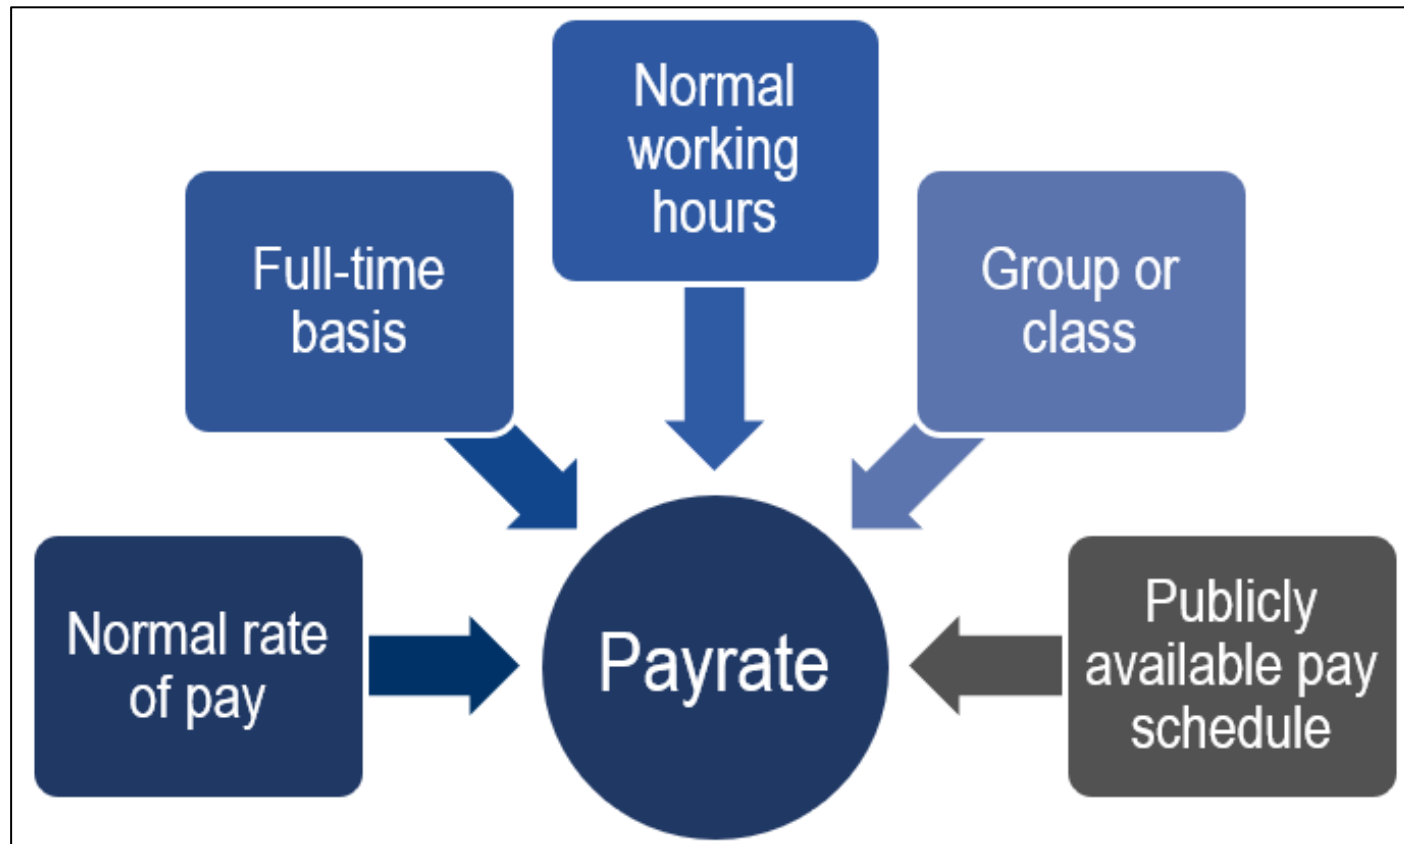 Normal
working
hours
Full-time
basis
Group or
class
Normal rate
of pay
Payrate
Publicly
available pay
schedule